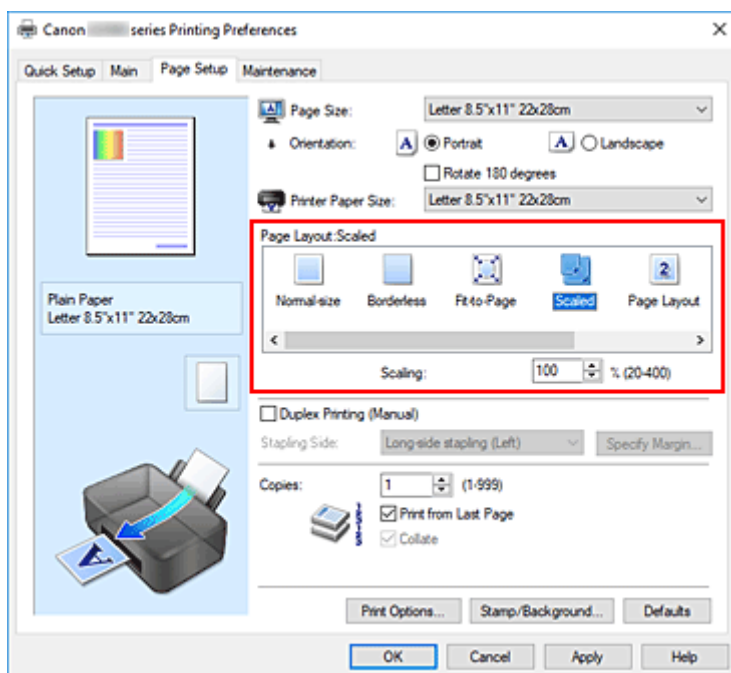 Canon series Printing Preferences
Quick Setup Main Page Setup Maintenance
Page Size: Letter 8.5"x11" 22x28cm
Orientation: A Portrait A Landscape
Rotate 180 degrees
Printer Paper Size: Letter 8.5"x11" 22x28cm
Page Layout:Scaled
2
Normal-size Borderless Fit-to-Page Scaled Page Layout
Scaling: 100 % (20-400)
Plain Paper
Letter 8.5"x11" 22x28cm
Duplex Printing (Manual)
Stapling Side: Long-side stapling (Left) Specify Margin...
Copies: 1 (1-999)
Print from Last Page
Collate
A
Print Options... Stamp/Background... Defaults
OK Cancel Apply Help